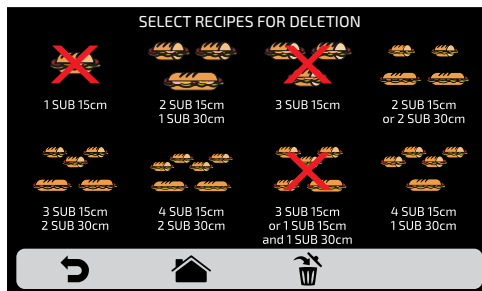 SELECT RECIPES FOR DELETION
1 SUB 15cm
2 SUB 15cm
1 SUB 30cm
3 SUB 15cm
2 SUB 15cm
or 2 SUB 30cm
3 SUB 15cm
2 SUB 30cm
4 SUB 15cm
2 SUB 30cm
3 SUB 15cm
or 1 SUB 15cm
and 1 SUB 30cm
4 SUB 15cm
1 SUB 30cm